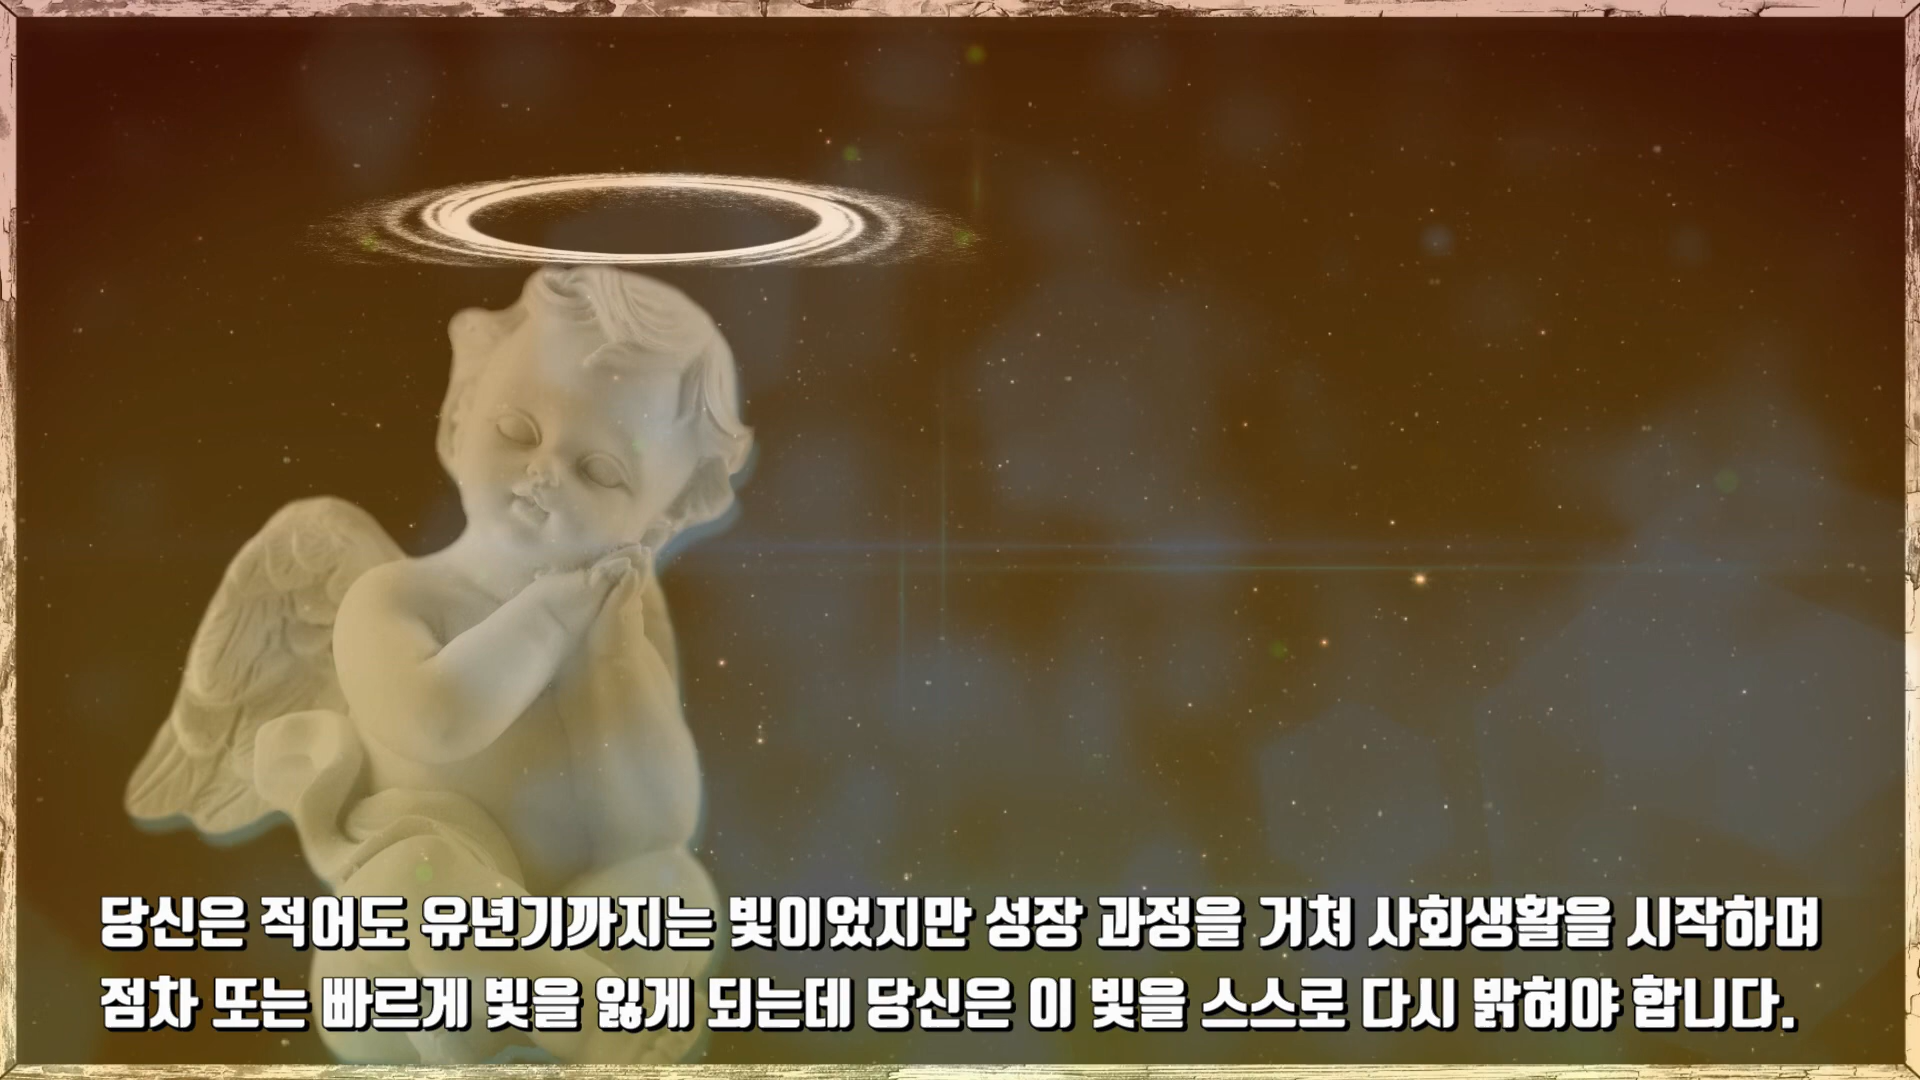 당신은 적어도 유년기까지는 빛이었지만 성장 과정을 거쳐 사회생활을 시작하며
점차 또는 빠르게 빛을 잃게 되는데 당신은 이 빛을 스스로 다시 밝혀야 합니다.